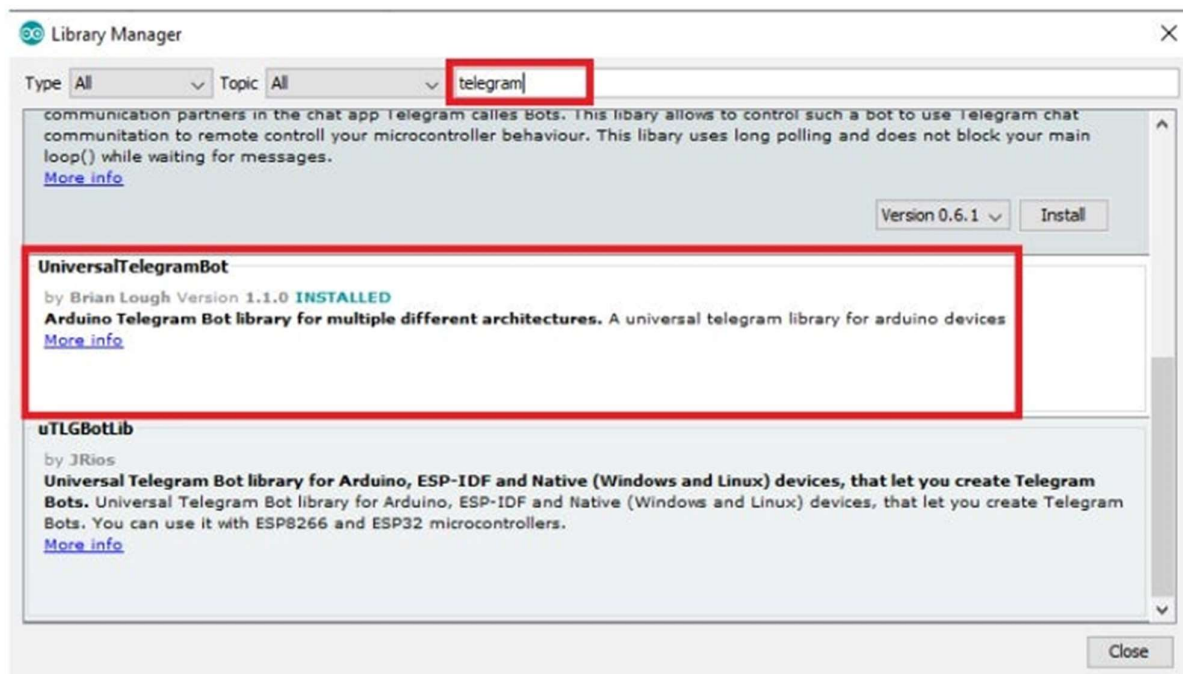 Library Manager
Type All Topic All telegram
communication partners in the chat app Telegram calles Bots. This libary allows to control such a bot to use Telegram chat
communitation to remote controll your microcontroller behaviour. This libary uses long polling and does not block your main
loop() while waiting for messages.
More info
Version 0.6.1 Install
UniversalTelegramBot
by Brian Lough Version 1.1.0 INSTALLED
Arduino Telegram Bot library for multiple different architectures. A universal telegram library for arduino devices
More info
uTLGBotLib
by JRios
Universal Telegram Bot library for Arduino, ESP-IDF and Native (Windows and Linux) devices, that let you create Telegram
Bots. Universal Telegram Bot library for Arduino, ESP-IDF and Native (Windows and Linux) devices, that let you create Telegram
Bots. You can use it with ESP8266 and ESP32 microcontrollers.
More info
Close